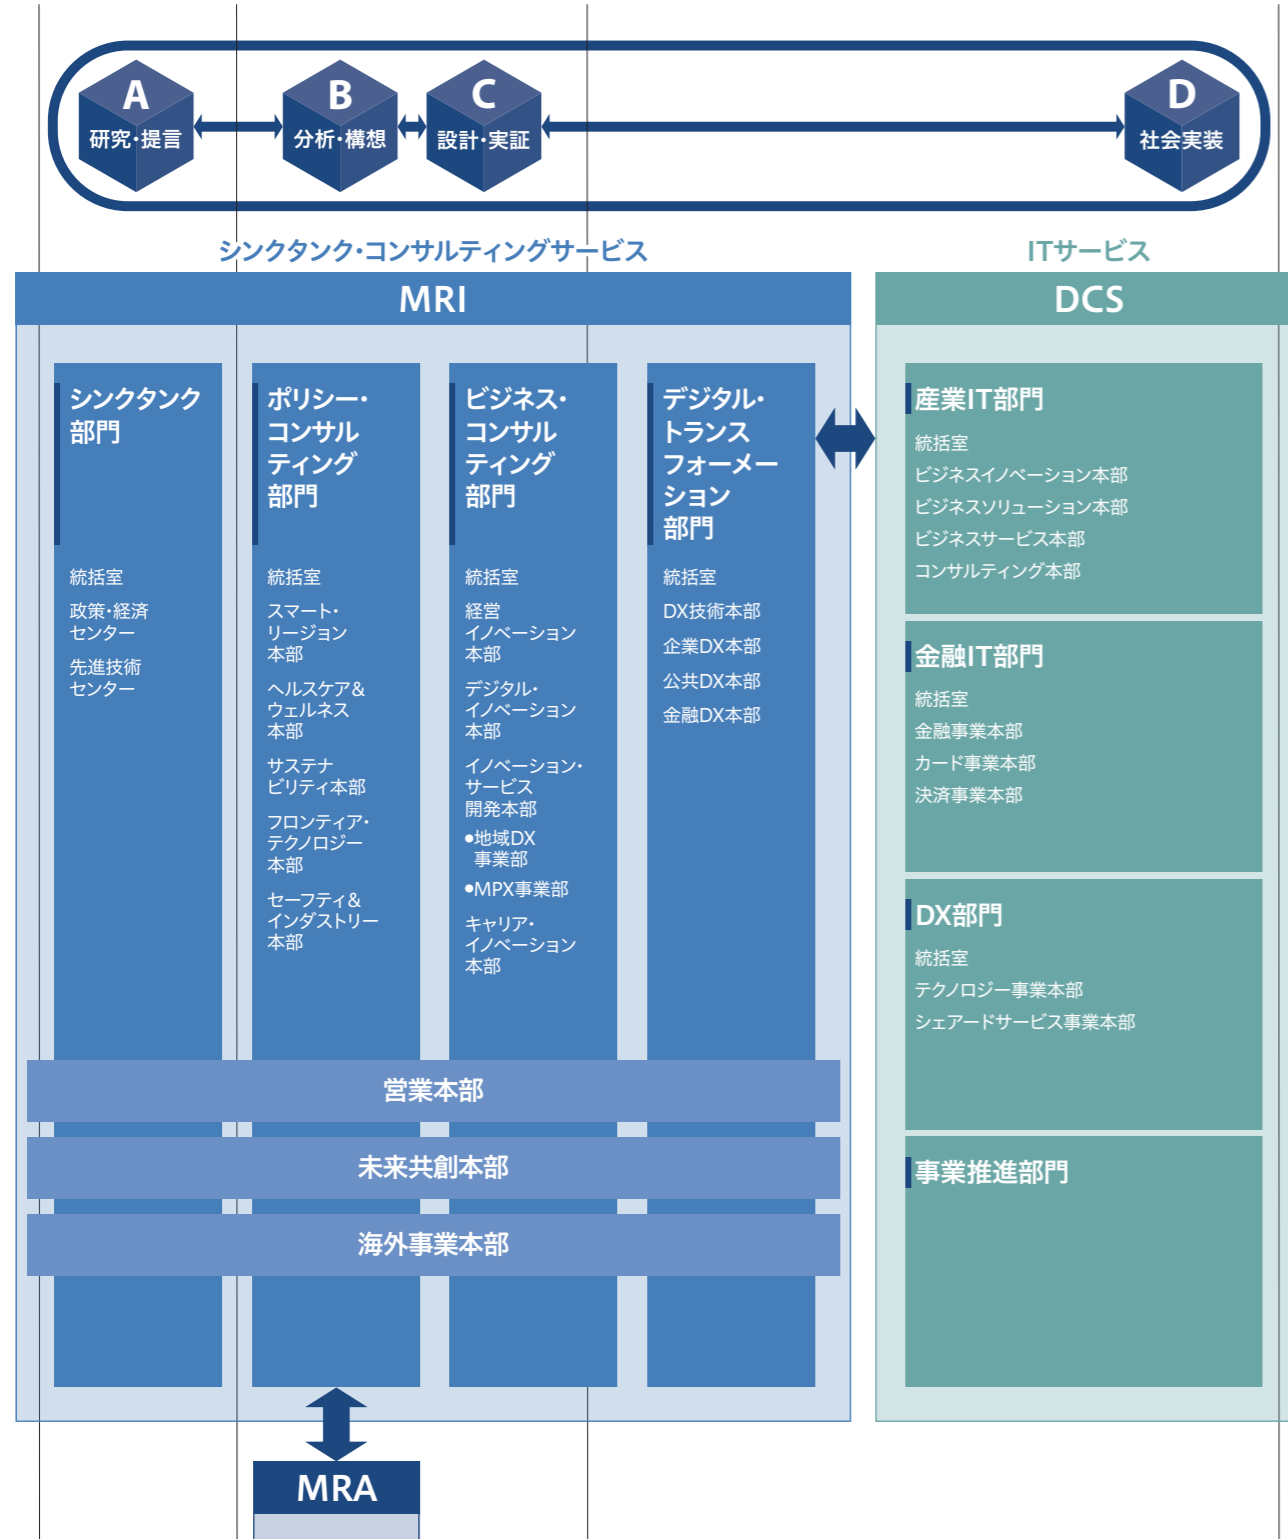 A
研究・提言
B
分析・構想
C
設計・実証
D
社会実装
シンクタンク・コンサルティングサービス
MRI
シンクタンク
部門
統括室
政策・経済
センター
先進技術
センター
ポリシー・
コンサル
ティング
部門
統括室
スマート・
リージョン
本部
ヘルスケア&
ウェルネス
本部
サステナ
ビリティ本部
フロンティア・
テクノロジー
本部
セーフティ&
インダストリー
本部
ビジネス・
コンサル
ティング
部門
統括室
経営
イノベーション
本部
デジタル・
イノベーション
本部
イノベーション・
サービス
開発本部
●地域DX
事業部
●MPX事業部
キャリア・
イノベーション
本部
デジタル・
トランス
フォーメー
ション
部門
統括室
DX技術本部
企業DX本部
公共DX本部
金融DX本部
営業本部
未来共創本部
海外事業本部
MRA
ITサービス
DCS
産業IT部門
統括室
ビジネスイノベーション本部
ビジネスソリューション本部
ビジネスサービス本部
コンサルティング本部
金融IT部門
統括室
金融事業本部
カード事業本部
決済事業本部
DX部門
統括室
テクノロジー事業本部
シェアードサービス事業本部
事業推進部門